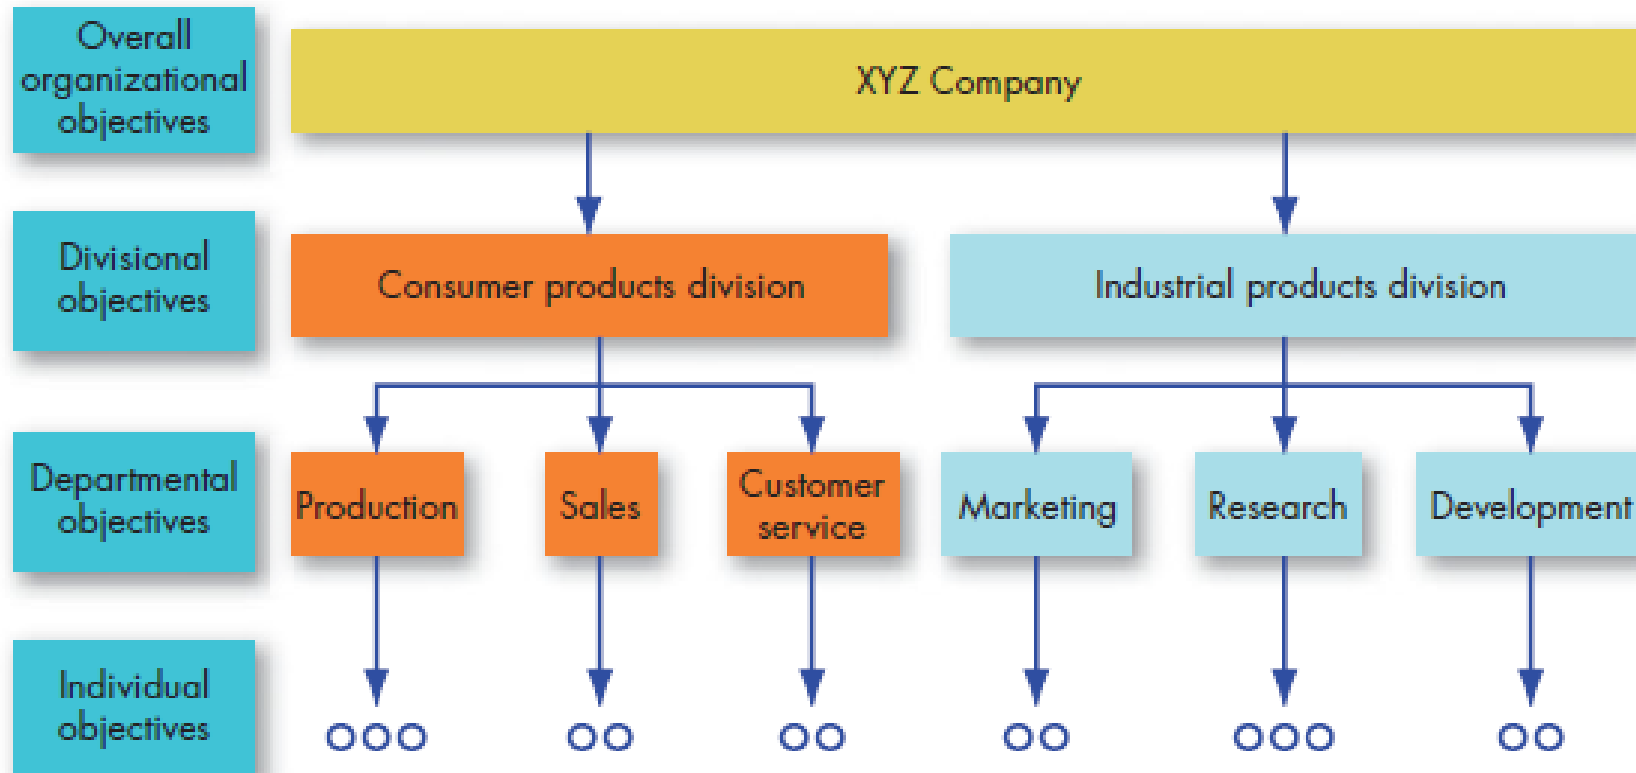 Overall
organizational
objectives
XYZ Company
Divisional
objectives
Consumer products division
Industrial products division
Departmental
objectives
Production
Sales
Customer
service
Marketing
Research
Development
Individual
objectives